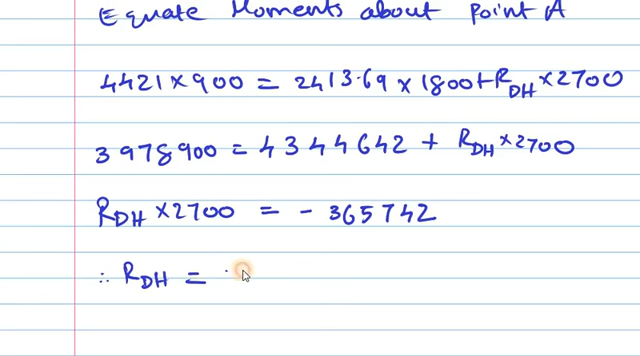 Equate Moments about Point A
4421 × 900 = 2413.69 × 1800 + R_DH × 2700
3978900 = 4344642 + R_DH × 2700
R_DH × 2700 = - 365742
∴ R_DH =